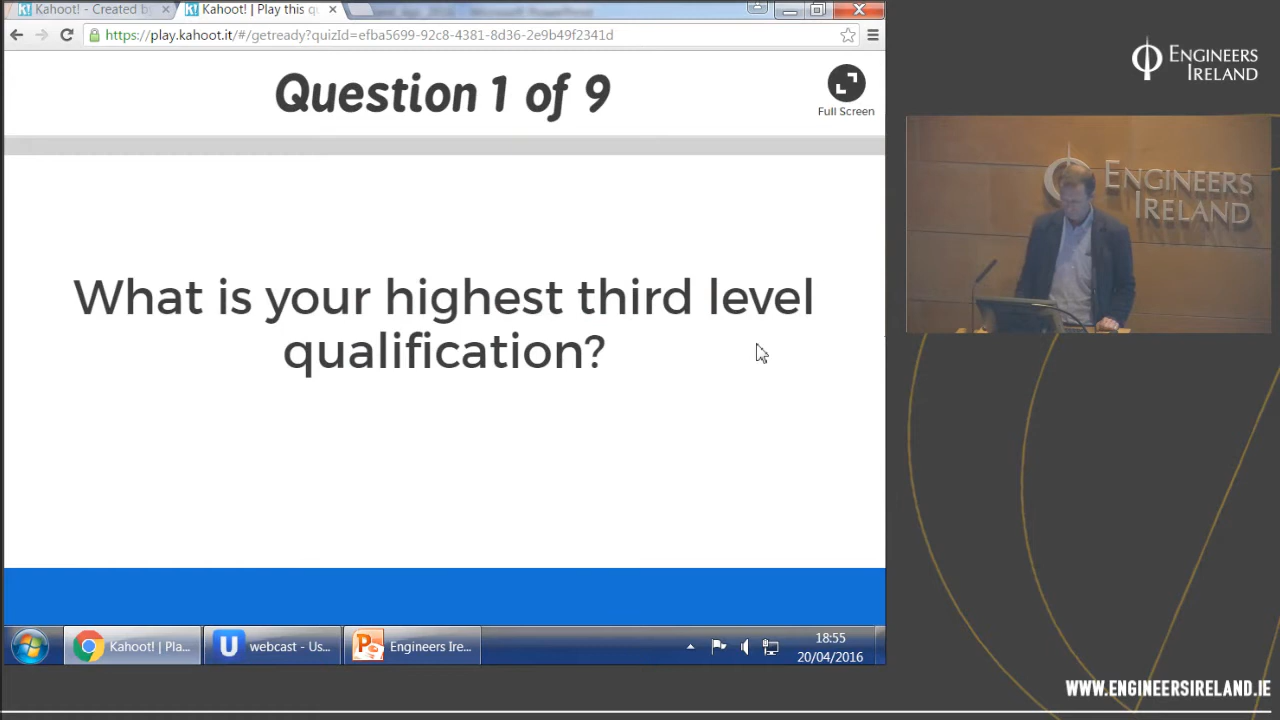 Kahoot! - Created b
Kahoot! | Play this q
https://play.kahoot.it/#/getready?quizId=efba5699-92c8-4381-8d36-2e9b49f2341d
Question 1 of 9
Full Screen
What is your highest third level
qualification?
Kahoot! | Pla...
webcast - Us...
Engineers Ire...
18:55
20/04/2016
ENGINEERS
IRELAND
ENGINEERS
IRELAND
WWW.ENGINEERSIRELAND.IE